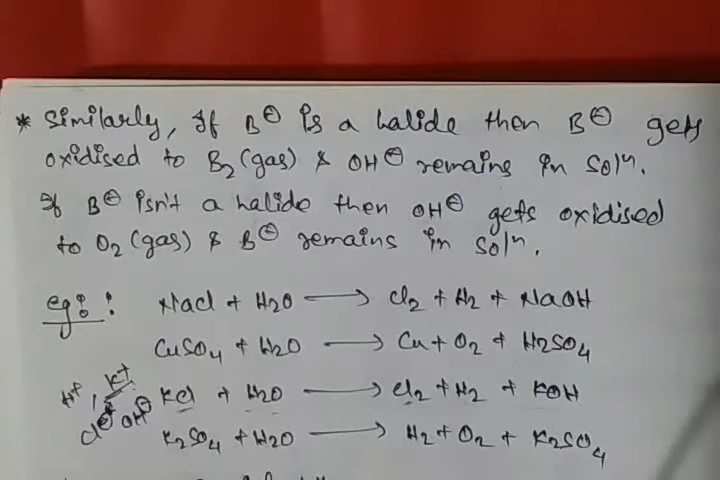 * Similarly, If B⊖ is a halide then B⊖ gets
oxidised to B₂ (gas) & OH⊖ remains in solⁿ.
If B⊖ isn't a halide then OH⊖ gets oxidised
to O₂ (gas) & B⊖ remains in solⁿ.
eg:! NaCl + H₂O → Cl₂ + H₂ + NaOH
CuSO₄ + H₂O → Cu + O₂ + H₂SO₄
H⁺, K⁺ KCl + H₂O → Cl₂ + H₂ + KOH
Cl⊖ OH⊖ K₂SO₄ + H₂O → H₂ + O₂ + K₂SO₄